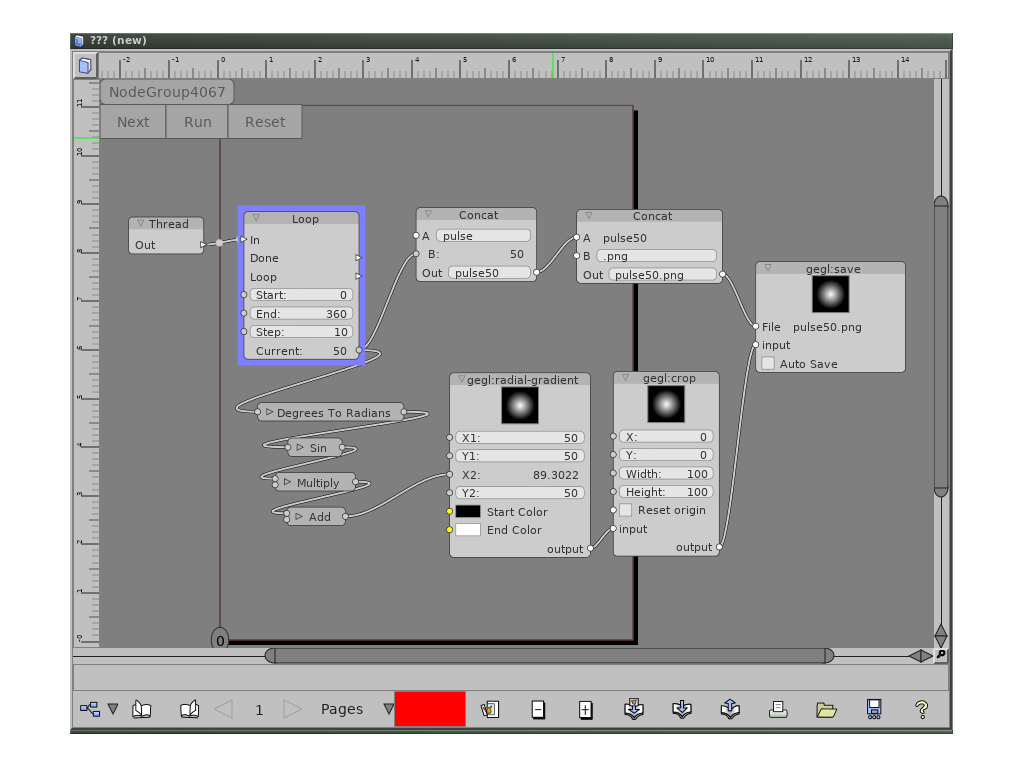 ??? (new)
-2 -1 0 1 2 3 4 5 6 7 8 9 10 11 12 13 14
11
10
9
8
7
6
5
4
3
2
1
-0
NodeGroup4067
Next Run Reset
Thread
Out
Loop
In
Done
Loop
Start: 0
End: 360
Step: 10
Current: 50
Concat
A pulse
B: 50
Out pulse50
Concat
A pulse50
B .png
Out pulse50.png
gegl:save
File pulse50.png
input
Auto Save
Degrees To Radians
Sin
Multiply
Add
gegl:radial-gradient
X1: 50
Y1: 50
X2: 89.3022
Y2: 50
Start Color
End Color
output
gegl:crop
X: 0
Y: 0
Width: 100
Height: 100
Reset origin
input
output
0
1 Pages
?